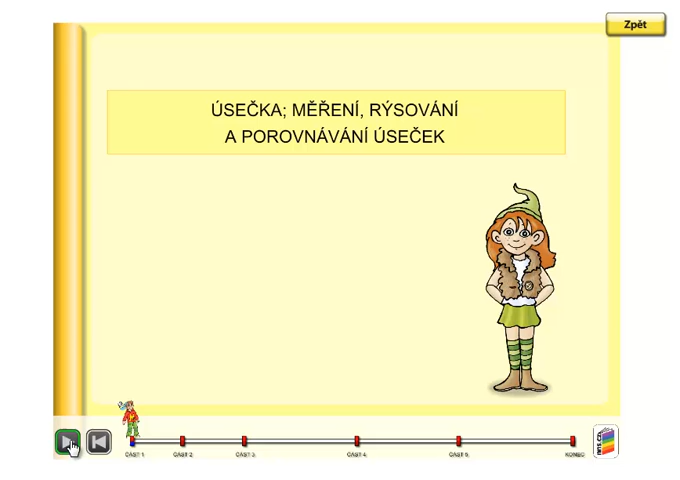 Zpět
ÚSEČKA; MĚŘENÍ, RÝSOVÁNÍ
A POROVNÁVÁNÍ ÚSEČEK
ČÁST 1. ČÁST 2. ČÁST 3. ČÁST 4. ČÁST 5. KONEC